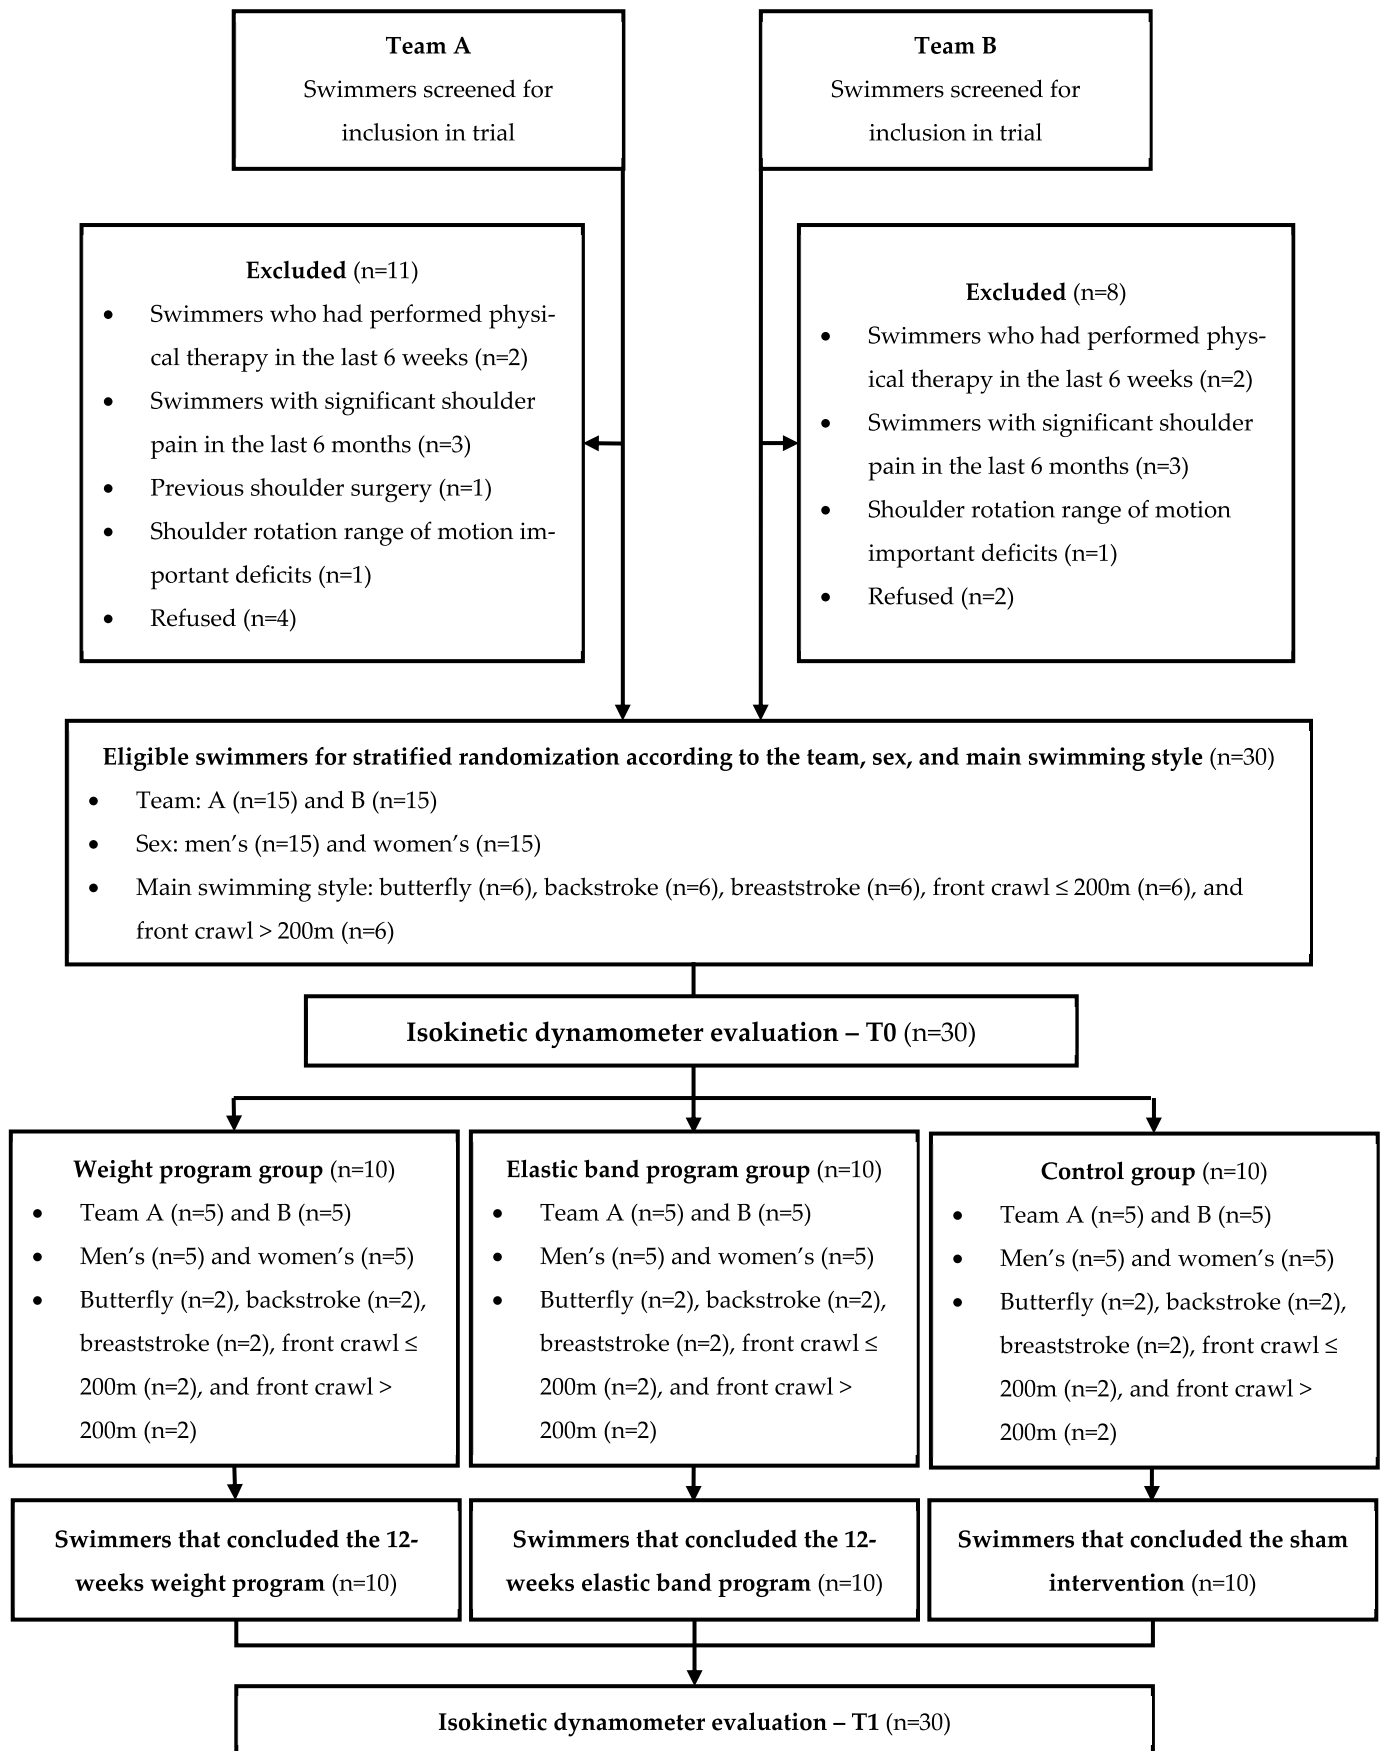 Team A
Swimmers screened for
inclusion in trial
Team B
Swimmers screened for
inclusion in trial
Excluded (n=11)
• Swimmers who had performed physi-
cal therapy in the last 6 weeks (n=2)
• Swimmers with significant shoulder
pain in the last 6 months (n=3)
• Previous shoulder surgery (n=1)
• Shoulder rotation range of motion im-
portant deficits (n=1)
• Refused (n=4)
Excluded (n=8)
• Swimmers who had performed phys-
ical therapy in the last 6 weeks (n=2)
• Swimmers with significant shoulder
pain in the last 6 months (n=3)
• Shoulder rotation range of motion
important deficits (n=1)
• Refused (n=2)
Eligible swimmers for stratified randomization according to the team, sex, and main swimming style (n=30)
• Team: A (n=15) and B (n=15)
• Sex: men’s (n=15) and women’s (n=15)
• Main swimming style: butterfly (n=6), backstroke (n=6), breaststroke (n=6), front crawl ≤ 200m (n=6), and
front crawl > 200m (n=6)
Isokinetic dynamometer evaluation – T0 (n=30)
Weight program group (n=10)
• Team A (n=5) and B (n=5)
• Men’s (n=5) and women’s (n=5)
• Butterfly (n=2), backstroke (n=2),
breaststroke (n=2), front crawl ≤
200m (n=2), and front crawl >
200m (n=2)
Elastic band program group (n=10)
• Team A (n=5) and B (n=5)
• Men’s (n=5) and women’s (n=5)
• Butterfly (n=2), backstroke (n=2),
breaststroke (n=2), front crawl ≤
200m (n=2), and front crawl >
200m (n=2)
Control group (n=10)
• Team A (n=5) and B (n=5)
• Men’s (n=5) and women’s (n=5)
• Butterfly (n=2), backstroke (n=2),
breaststroke (n=2), front crawl ≤
200m (n=2), and front crawl >
200m (n=2)
Swimmers that concluded the 12-
weeks weight program (n=10)
Swimmers that concluded the 12-
weeks elastic band program (n=10)
Swimmers that concluded the sham
intervention (n=10)
Isokinetic dynamometer evaluation – T1 (n=30)